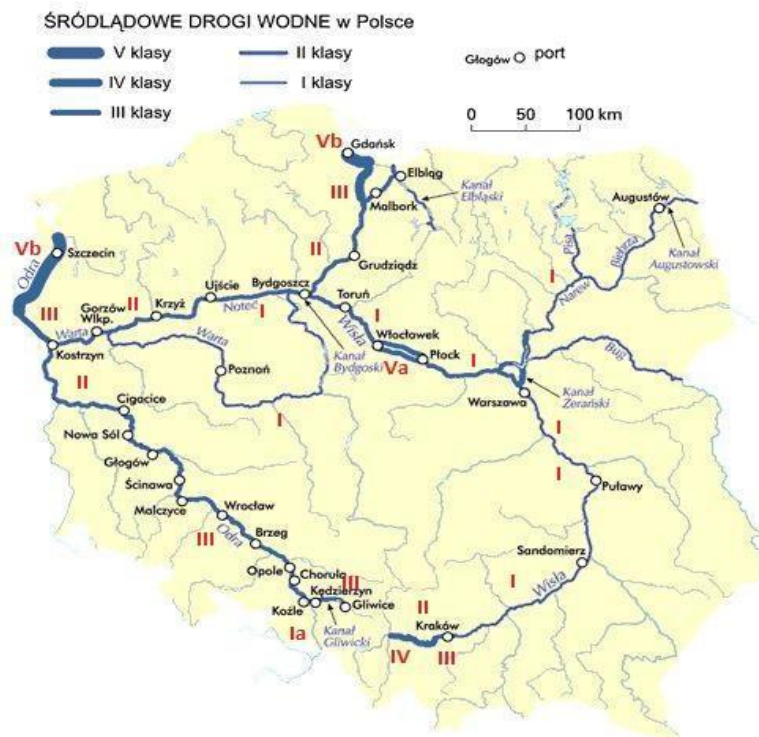 ŚRÓDLĄDOWE DROGI WODNE w Polsce
V klasy
II klasy
Głogów
port
IV klasy
I klasy
III klasy
0 50 100 km
Vb
Gdańsk
Elbląg
Kanał
Elbląski
III
Malbork
Augustów
Kanał
Augustowski
Vb
Szczecin
Odra
II
Grudziądz
Pisa
Biebrza
I
Narew
Ujście
Bydgoszcz
Toruń
I
Krzyż
II
Gorzów
Wlkp.
III
Noteć
I
Wisła
Włocławek
Warta
Warta
Kanał
Bydgoski
Va
Płock
I
Bug
Kostrzyn
Poznań
Kanał
Żerański
II
Warszawa
Cigacice
I
I
Nowa Sól
Głogów
I
Puławy
Ścinawa
Malczyce
Wrocław
III
Odra
Brzeg
Sandomierz
Opole
Chorula
III
I
Wisła
Kędzierzyn
Koźle
Gliwice
II
Ia
Kanał
Gliwicki
Kraków
IV
III